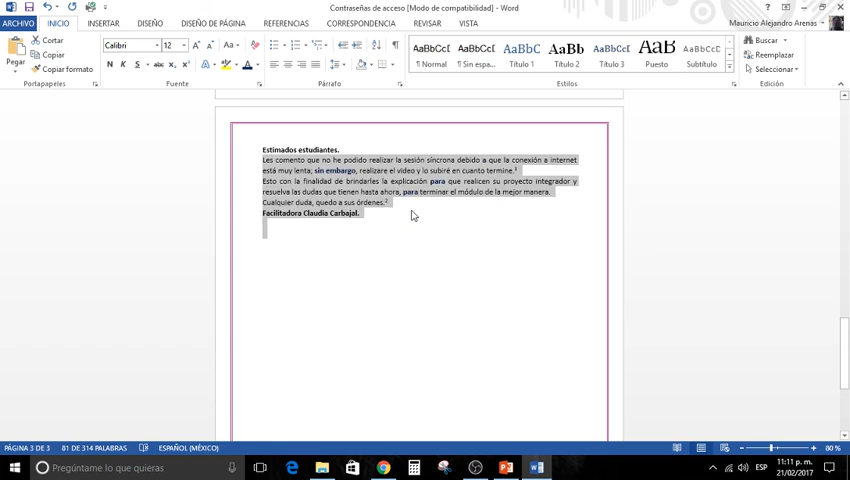 Contraseñas de acceso [Modo de compatibilidad] - Word
ARCHIVO INICIO INSERTAR DISEÑO DISEÑO DE PÁGINA REFERENCIAS CORRESPONDENCIA REVISAR VISTA Mauricio Alejandro Arenas
Pegar
Cortar
Copiar
Copiar formato
Calibri 12
N K S abc x₂ x²
AaBbCcI AaBbCcI AaBbC AaBb AaBbCcI AaB AaBbCcD
¶ Normal ¶ Sin espa... Título 1 Título 2 Título 3 Puesto Subtítulo
Buscar
Reemplazar
Seleccionar
Portapapeles Fuente Párrafo Estilos Edición
Estimados estudiantes.
Les comento que no he podido realizar la sesión síncrona debido a que la conexión a internet
está muy lenta; sin embargo, realizare el video y lo subiré en cuanto termine.¹
Esto con la finalidad de brindarles la explicación para que realicen su proyecto integrador y
resuelva las dudas que tienen hasta ahora, para terminar el módulo de la mejor manera.
Cualquier duda, quedo a sus órdenes.²
Facilitadora Claudia Carbajal.
PÁGINA 3 DE 3 81 DE 314 PALABRAS ESPAÑOL (MÉXICO) 80 %
Pregúntame lo que quieras
ESP
11:11 p. m.
21/02/2017